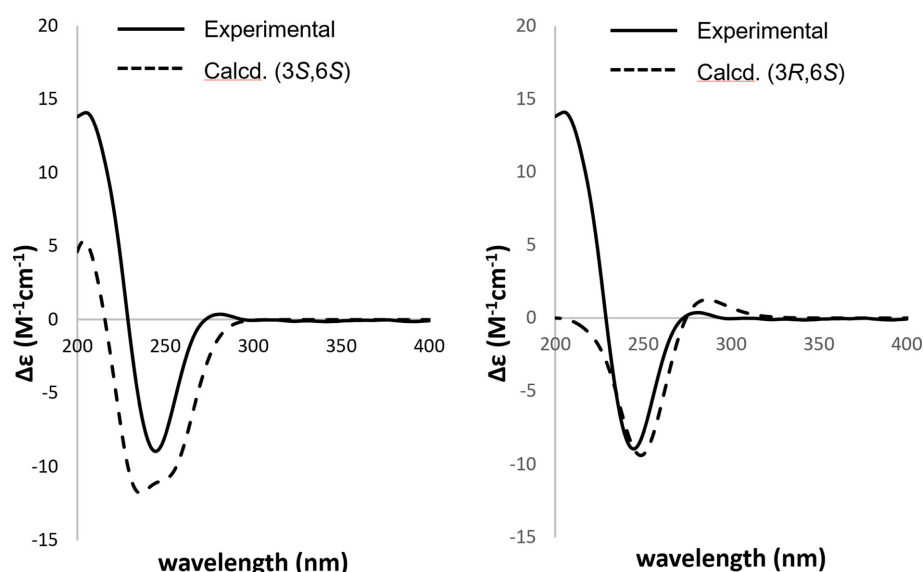 20
15
10
5
0
-5
-10
-15
Δε (M⁻¹cm⁻¹)
Experimental
Calcd. (3S,6S)
200 250 300 350 400
wavelength (nm)
20
15
10
5
0
-5
-10
-15
Δε (M⁻¹cm⁻¹)
Experimental
Calcd. (3R,6S)
200 250 300 350 400
wavelength (nm)